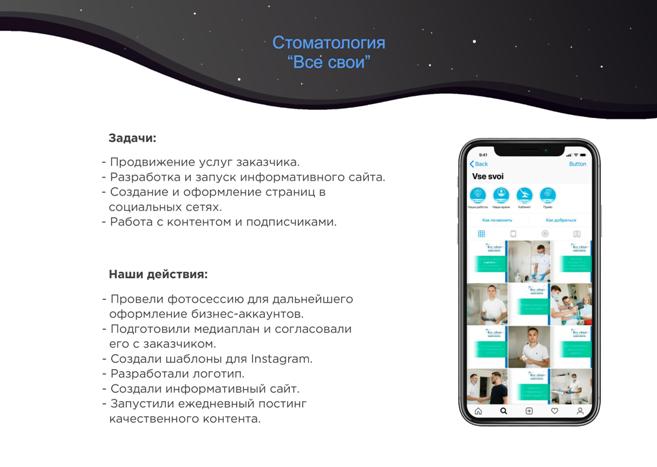 Стоматология
“Все свои”
Задачи:
- Продвижение услуг заказчика.
- Разработка и запуск информативного сайта.
- Создание и оформление страниц в
социальных сетях.
- Работа с контентом и подписчиками.
Наши действия:
- Провели фотосессию для дальнейшего
оформление бизнес-аккаунтов.
- Подготовили медиаплан и согласовали
его с заказчиком.
- Создали шаблоны для Instagram.
- Разработали логотип.
- Создали информативный сайт.
- Запустили ежедневный постинг
качественного контента.
9:41
Back
Button
Vse svoi
Как позвонить
Как добраться